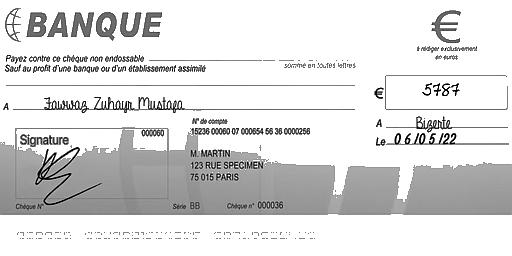 BANQUE
€
à rédiger exclusivement
en euros
Payez contre ce chèque non endossable
Sauf au profit d'une banque ou d'un établissement assimilé
somme en toutes lettres
€ 5787
A Fawwaz Zuhayr Mustafa
A Bizerte
Le 06/05/22
Signature
000060
N° de compte
15236 00060 07 000654 56 36 0000256
M. MARTIN
123 RUE SPECIMEN
75 015 PARIS
Chèque N° Série BB Chèque n° 000036